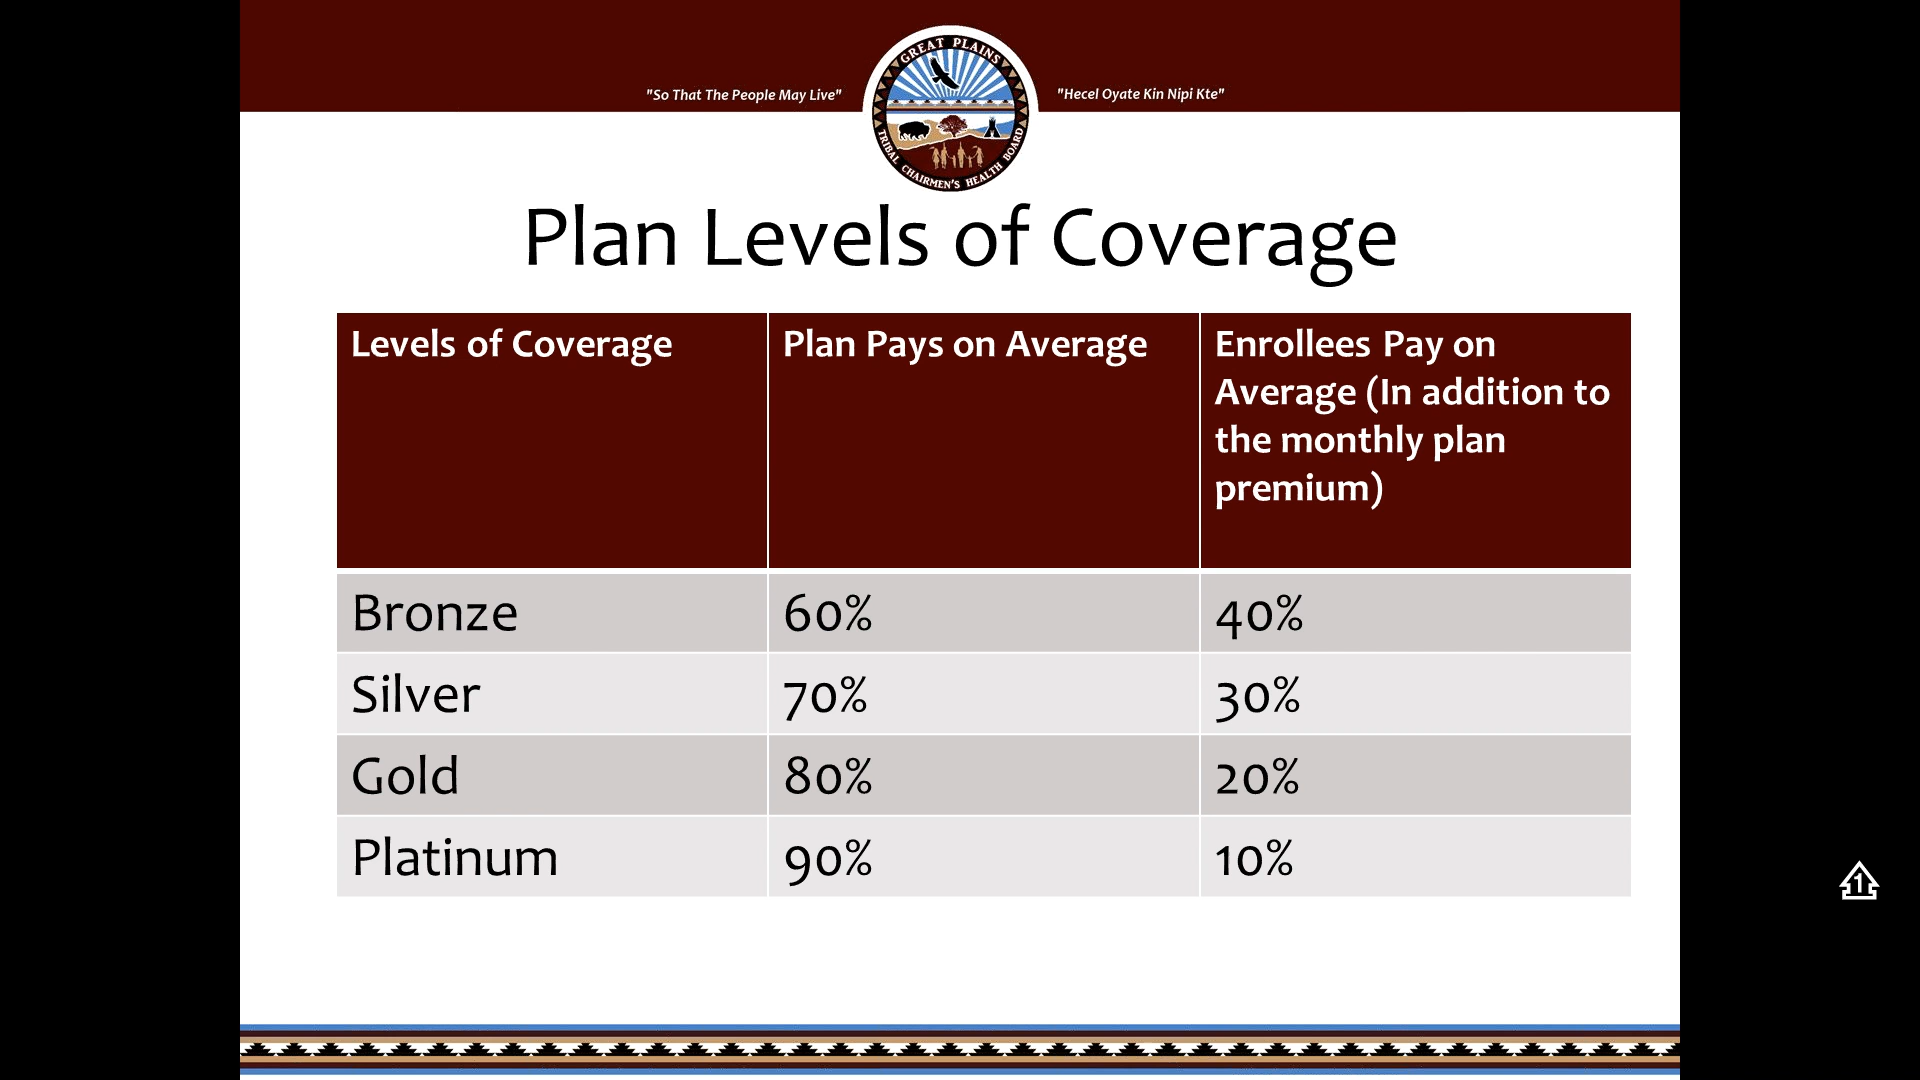 "So That The People May Live"
GREAT PLAINS
TRIBAL CHAIRMEN'S HEALTH BOARD
"Hecel Oyate Kin Nipi Kte"
Plan Levels of Coverage
Levels of Coverage
Plan Pays on Average
Enrollees Pay on
Average (In addition to
the monthly plan
premium)
Bronze
60%
40%
Silver
70%
30%
Gold
80%
20%
Platinum
90%
10%
1